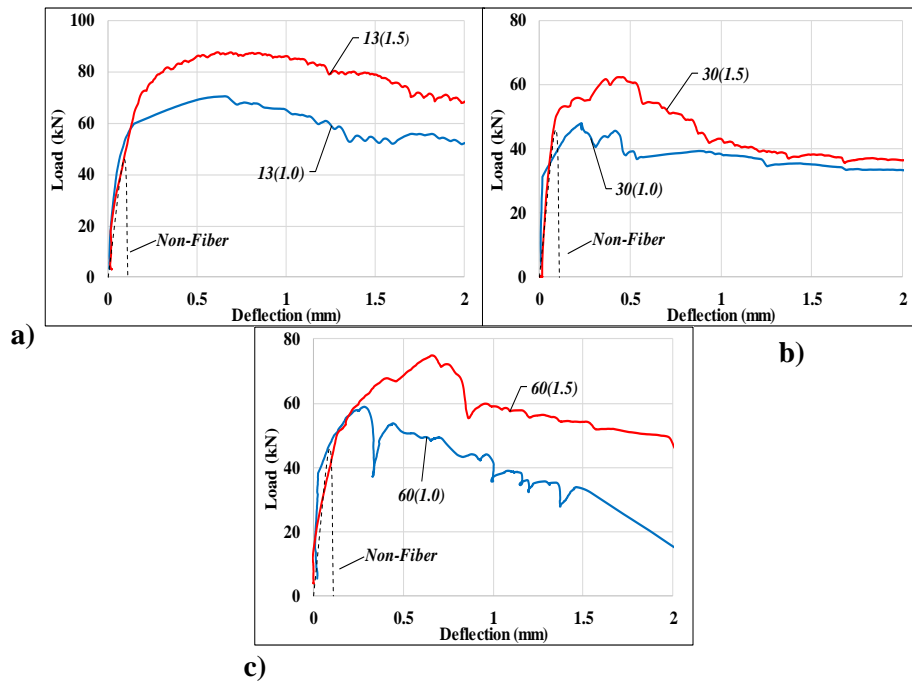 100
80
60
40
20
0
Load (kN)
13(1.5)
13(1.0)
Non-Fiber
0 0.5 1 1.5 2
Deflection (mm)
a)
80
60
40
20
0
Load (kN)
30(1.5)
30(1.0)
Non-Fiber
0 0.5 1 1.5 2
Deflection (mm)
b)
80
60
40
20
0
Load (kN)
60(1.5)
60(1.0)
Non-Fiber
0 0.5 1 1.5 2
Deflection (mm)
c)